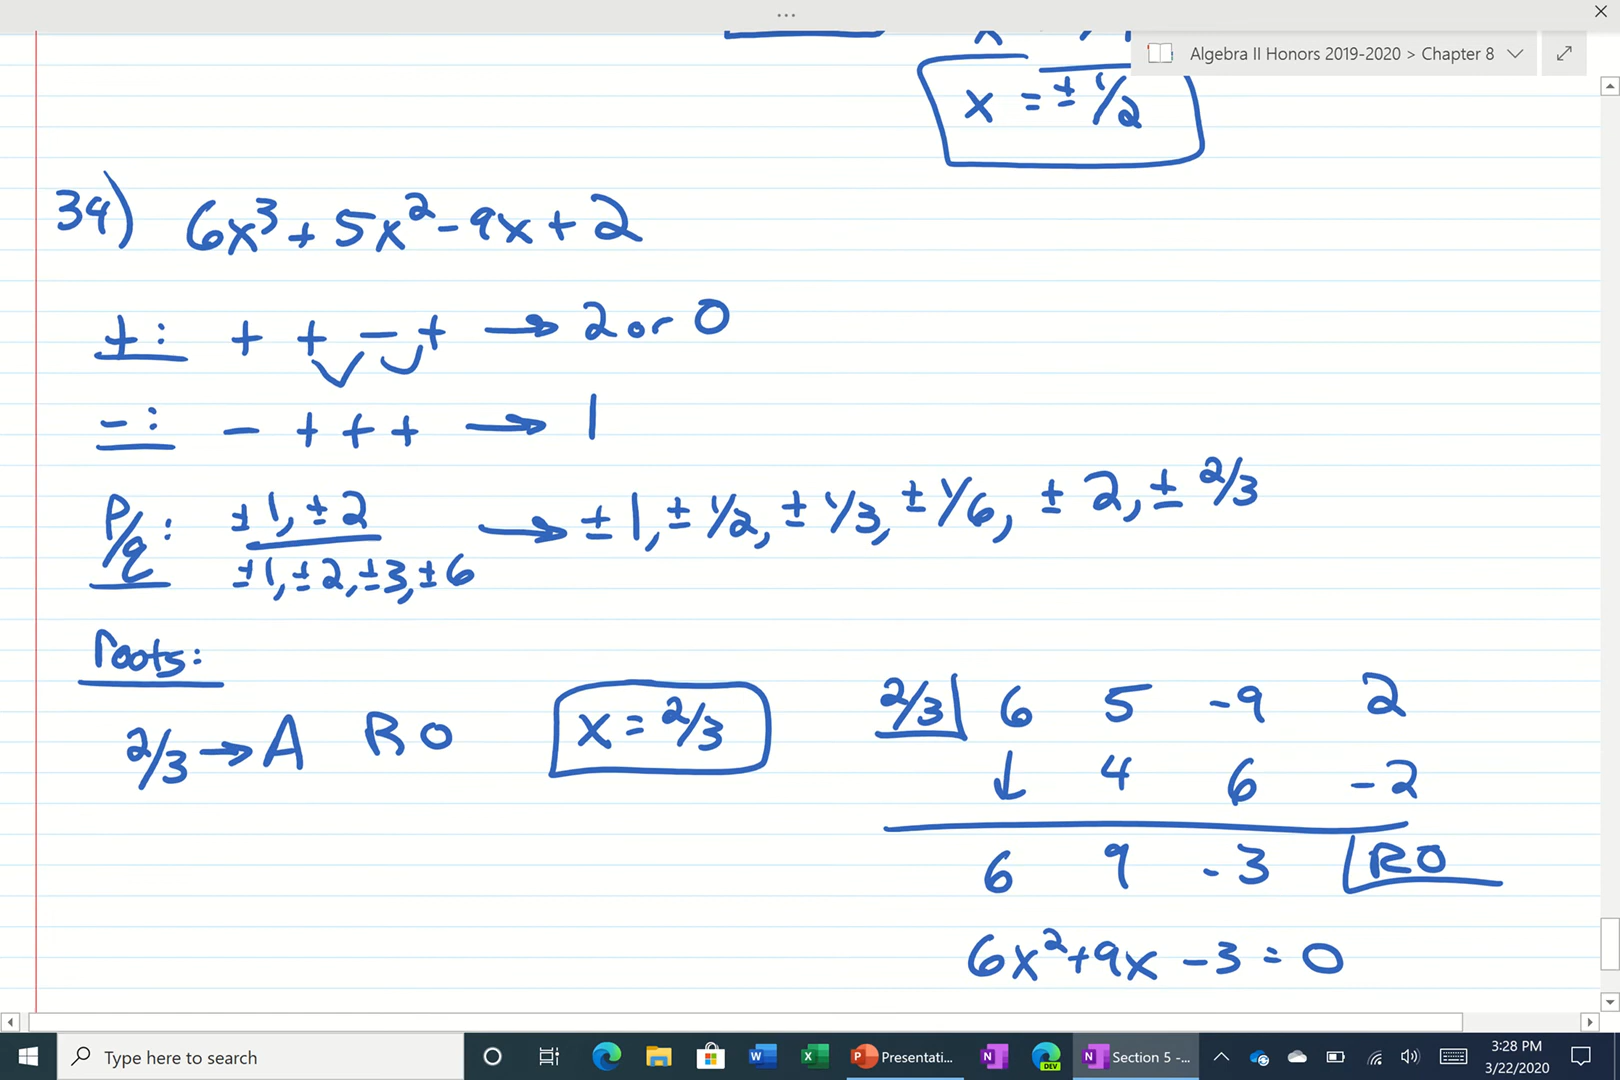 ...
Algebra II Honors 2019-2020 > Chapter 8
x = ± 1/2
34) 6x³ + 5x² - 9x + 2
+: + + - + → 2 or 0
-: - + + + → 1
P/q: ±1, ±2 / ±1, ±2, ±3, ±6 → ±1, ±1/2, ±1/3, ±1/6, ±2, ±2/3
roots:
2/3 → A R0
x = 2/3
2/3 | 6 5 -9 2
↓ 4 6 -2
6 9 -3 | R0
6x² + 9x - 3 = 0
Type here to search
Presentati...
DEV
Section 5 -...
3:28 PM
3/22/2020